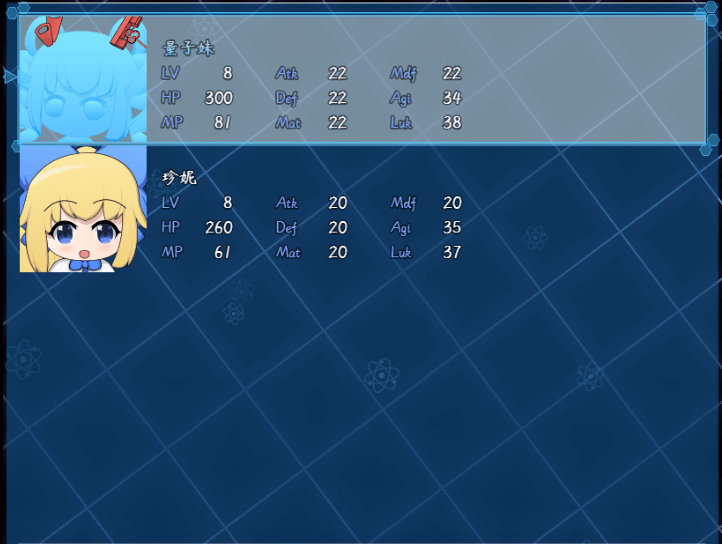 量子妹
LV 8 Atk 22 Mdf 22
HP 300 Def 22 Agi 34
MP 81 Mat 22 Luk 38
珍妮
LV 8 Atk 20 Mdf 20
HP 260 Def 20 Agi 35
MP 61 Mat 20 Luk 37